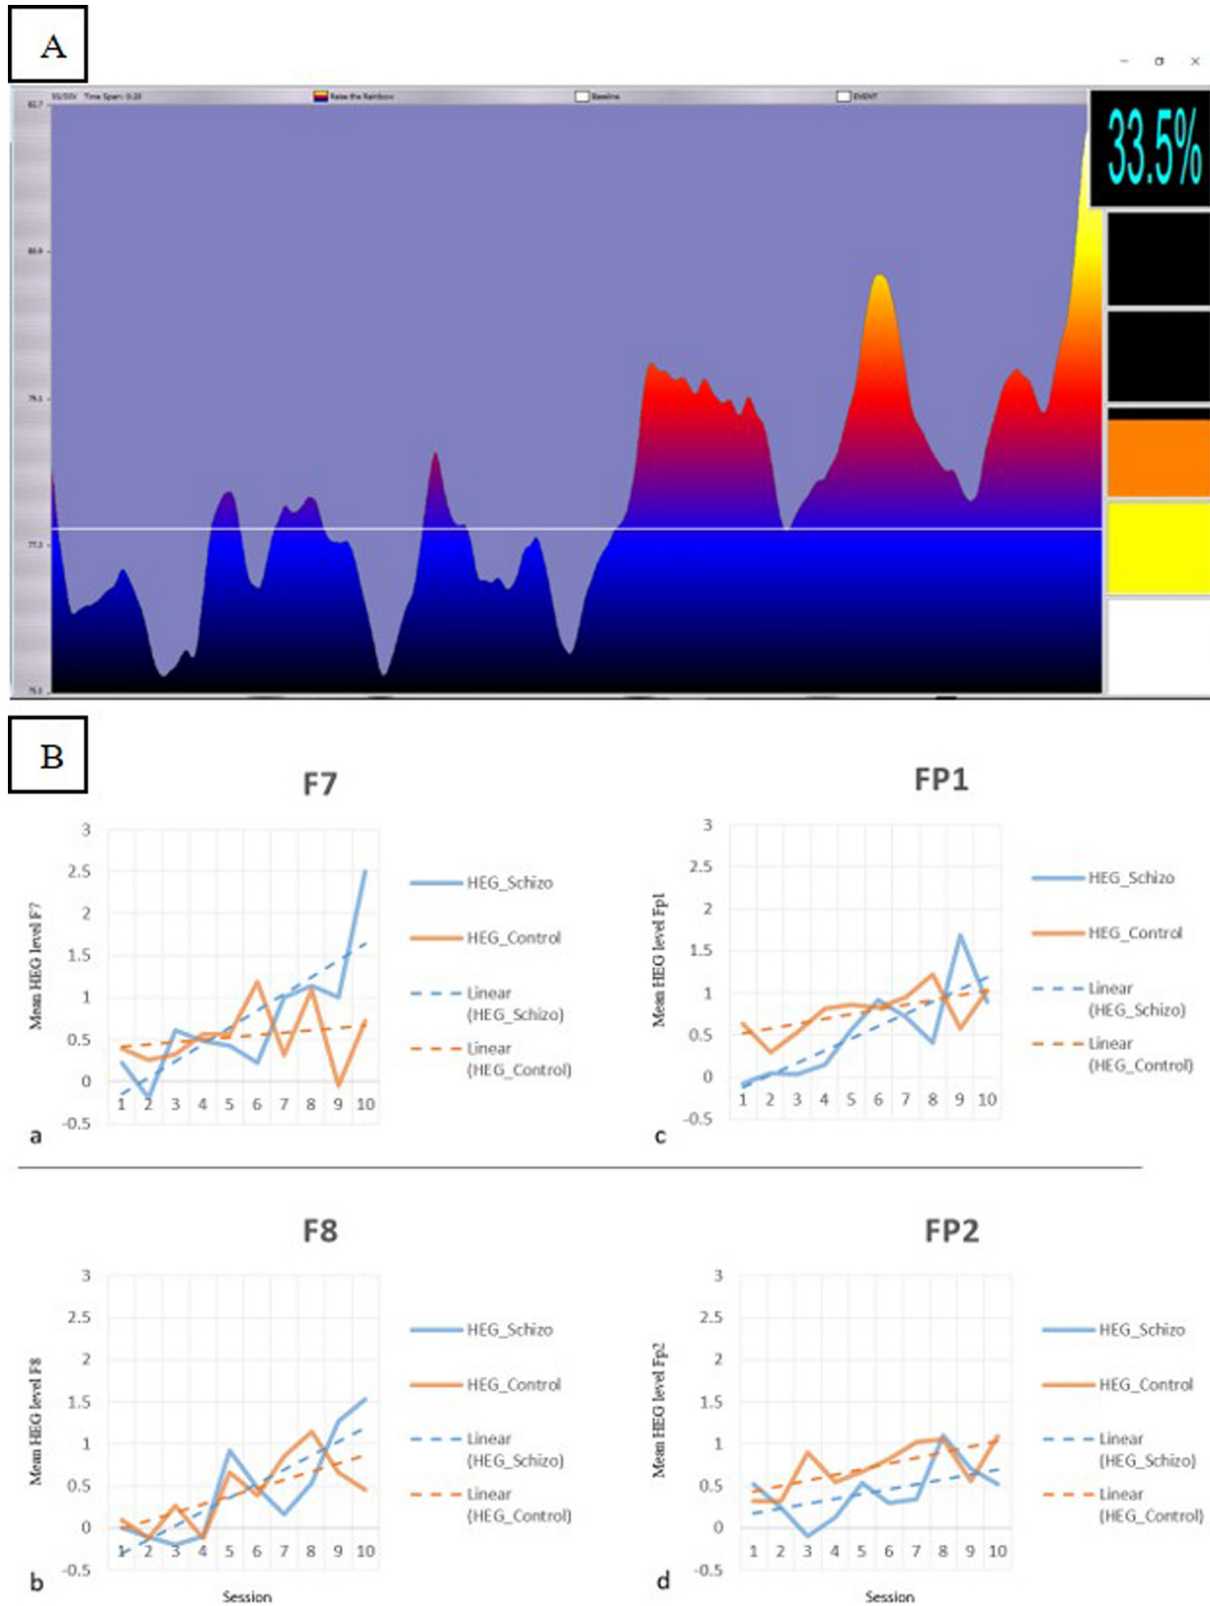 A
Time Span: 0:20 Raise the Rainbow Baseline EVENT
33.5%
B
F7
3
2.5
2
1.5
1
0.5
0
-0.5
Mean HEG level F7
1 2 3 4 5 6 7 8 9 10
HEG_Schizo
HEG_Control
Linear
(HEG_Schizo)
Linear
(HEG_Control)
a
FP1
3
2.5
2
1.5
1
0.5
0
-0.5
Mean HEG level Fp1
1 2 3 4 5 6 7 8 9 10
HEG_Schizo
HEG_Control
Linear
(HEG_Schizo)
Linear
(HEG_Control)
c
F8
3
2.5
2
1.5
1
0.5
0
-0.5
Mean HEG level F8
1 2 3 4 5 6 7 8 9 10
HEG_Schizo
HEG_Control
Linear
(HEG_Schizo)
Linear
(HEG_Control)
b
Session
FP2
3
2.5
2
1.5
1
0.5
0
-0.5
Mean HEG level Fp2
1 2 3 4 5 6 7 8 9 10
HEG_Schizo
HEG_Control
Linear
(HEG_Schizo)
Linear
(HEG_Control)
d
Session